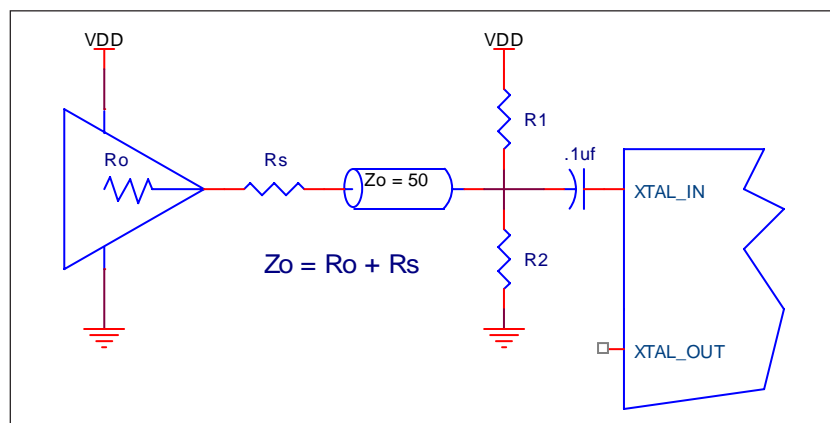 VDD
VDD
R1
Ro
Rs
Zo = 50
.1uf
XTAL_IN
Zo = Ro + Rs
R2
XTAL_OUT